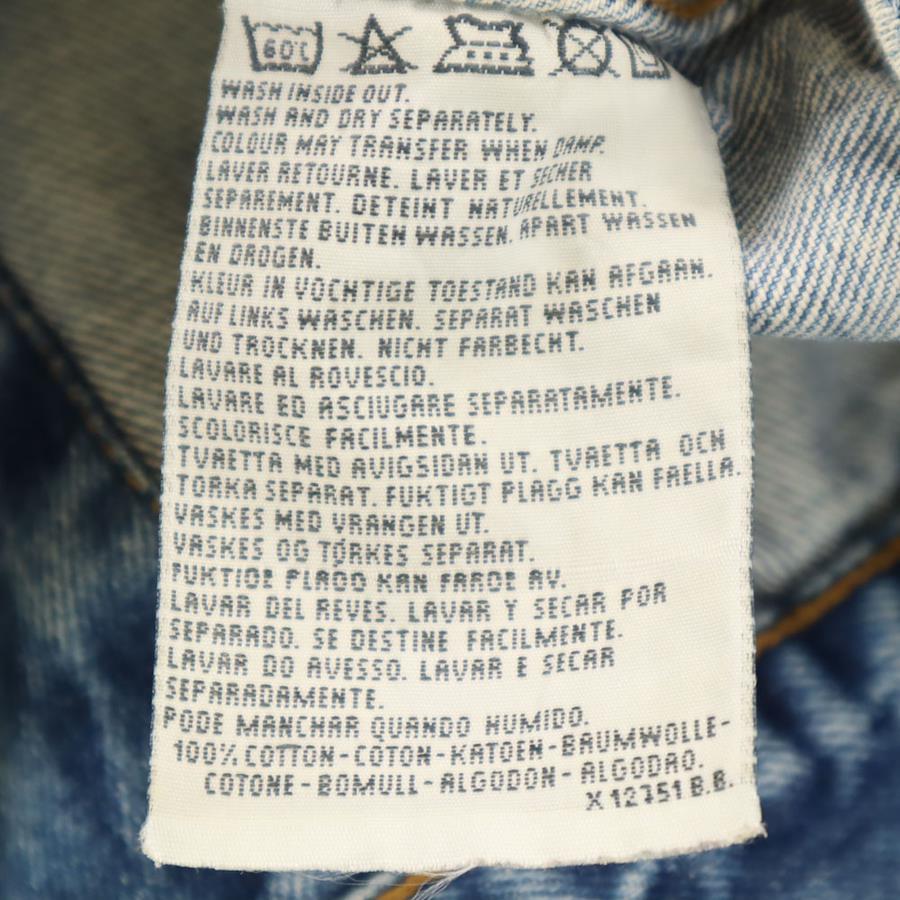 60C
WASH INSIDE OUT.
WASH AND DRY SEPARATELY.
COLOUR MAY TRANSFER WHEN DAMP.
LAVER RETOURNE. LAVER ET SECHER
SEPAREMENT. DETEINT NATURELLEMENT.
BINNENSTE BUITEN WASSEN. APART WASSEN
EN DROGEN.
KLEUR IN VOCHTIGE TOESTAND KAN AFGAAN.
AUF LINKS WASCHEN. SEPARAT WASCHEN
UND TROCKNEN. NICHT FARBECHT.
LAVARE AL ROVESCIO.
LAVARE ED ASCIUGARE SEPARATAMENTE.
SCOLORISCE FACILMENTE.
TVAETTA MED AVIGSIDAN UT. TVAETTA OCH
TORKA SEPARAT. FUKTIGT PLAGG KAN FAELLA.
VASKES MED VRANGEN UT.
VASKES OG TØRKES SEPARAT.
FUKTIGE PLAGG KAN FARGE AV.
LAVAR DEL REVES. LAVAR Y SECAR POR
SEPARADO. SE DESTINE FACILMENTE.
LAVAR DO AVESSO. LAVAR E SECAR
SEPARADAMENTE.
PODE MANCHAR QUANDO HUMIDO.
100% COTTON-COTON-KATOEN-BAUMWOLLE-
COTONE-BOMULL-ALGODON-ALGODAO.
X 12751 B.B.